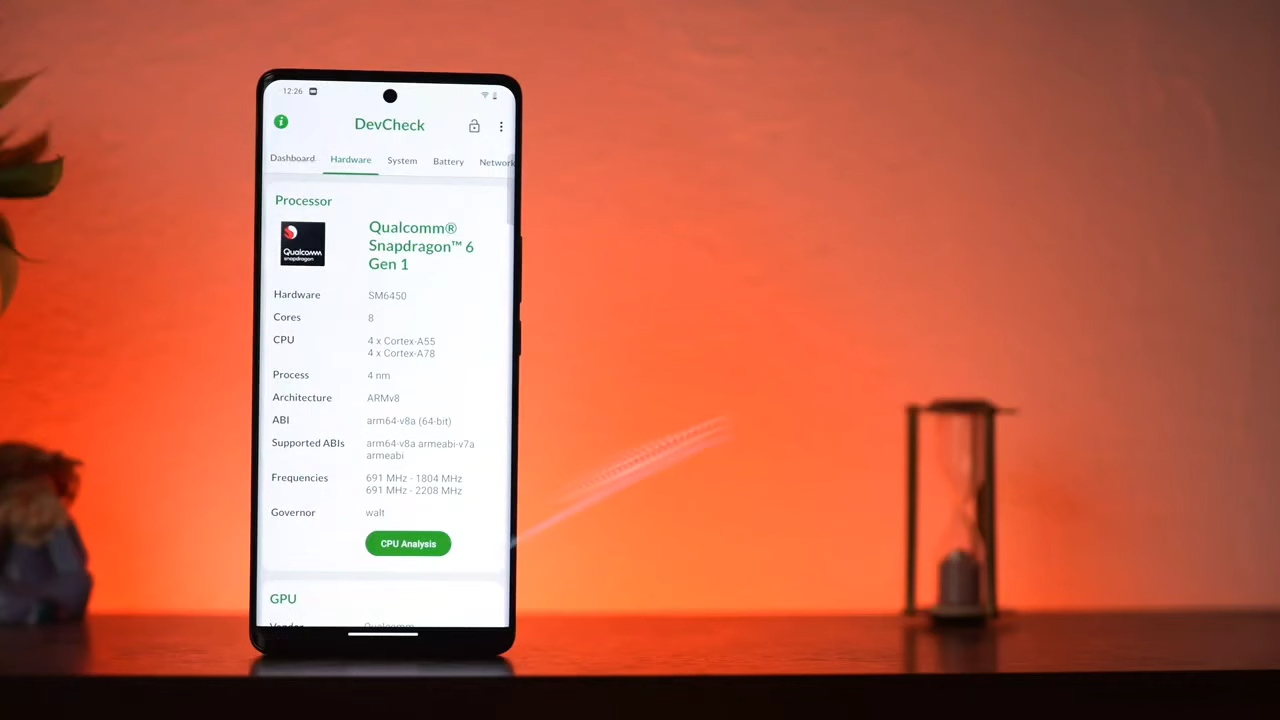 12:26
DevCheck
Dashboard Hardware System Battery Network
Processor
Qualcomm
snapdragon
Qualcomm®
Snapdragon™ 6
Gen 1
Hardware SM6450
Cores 8
CPU 4 x Cortex-A55
4 x Cortex-A78
Process 4 nm
Architecture ARMv8
ABI arm64-v8a (64-bit)
Supported ABIs arm64-v8a armeabi-v7a
armeabi
Frequencies 691 MHz - 1804 MHz
691 MHz - 2208 MHz
Governor walt
CPU Analysis
GPU
Vendor Qualcomm